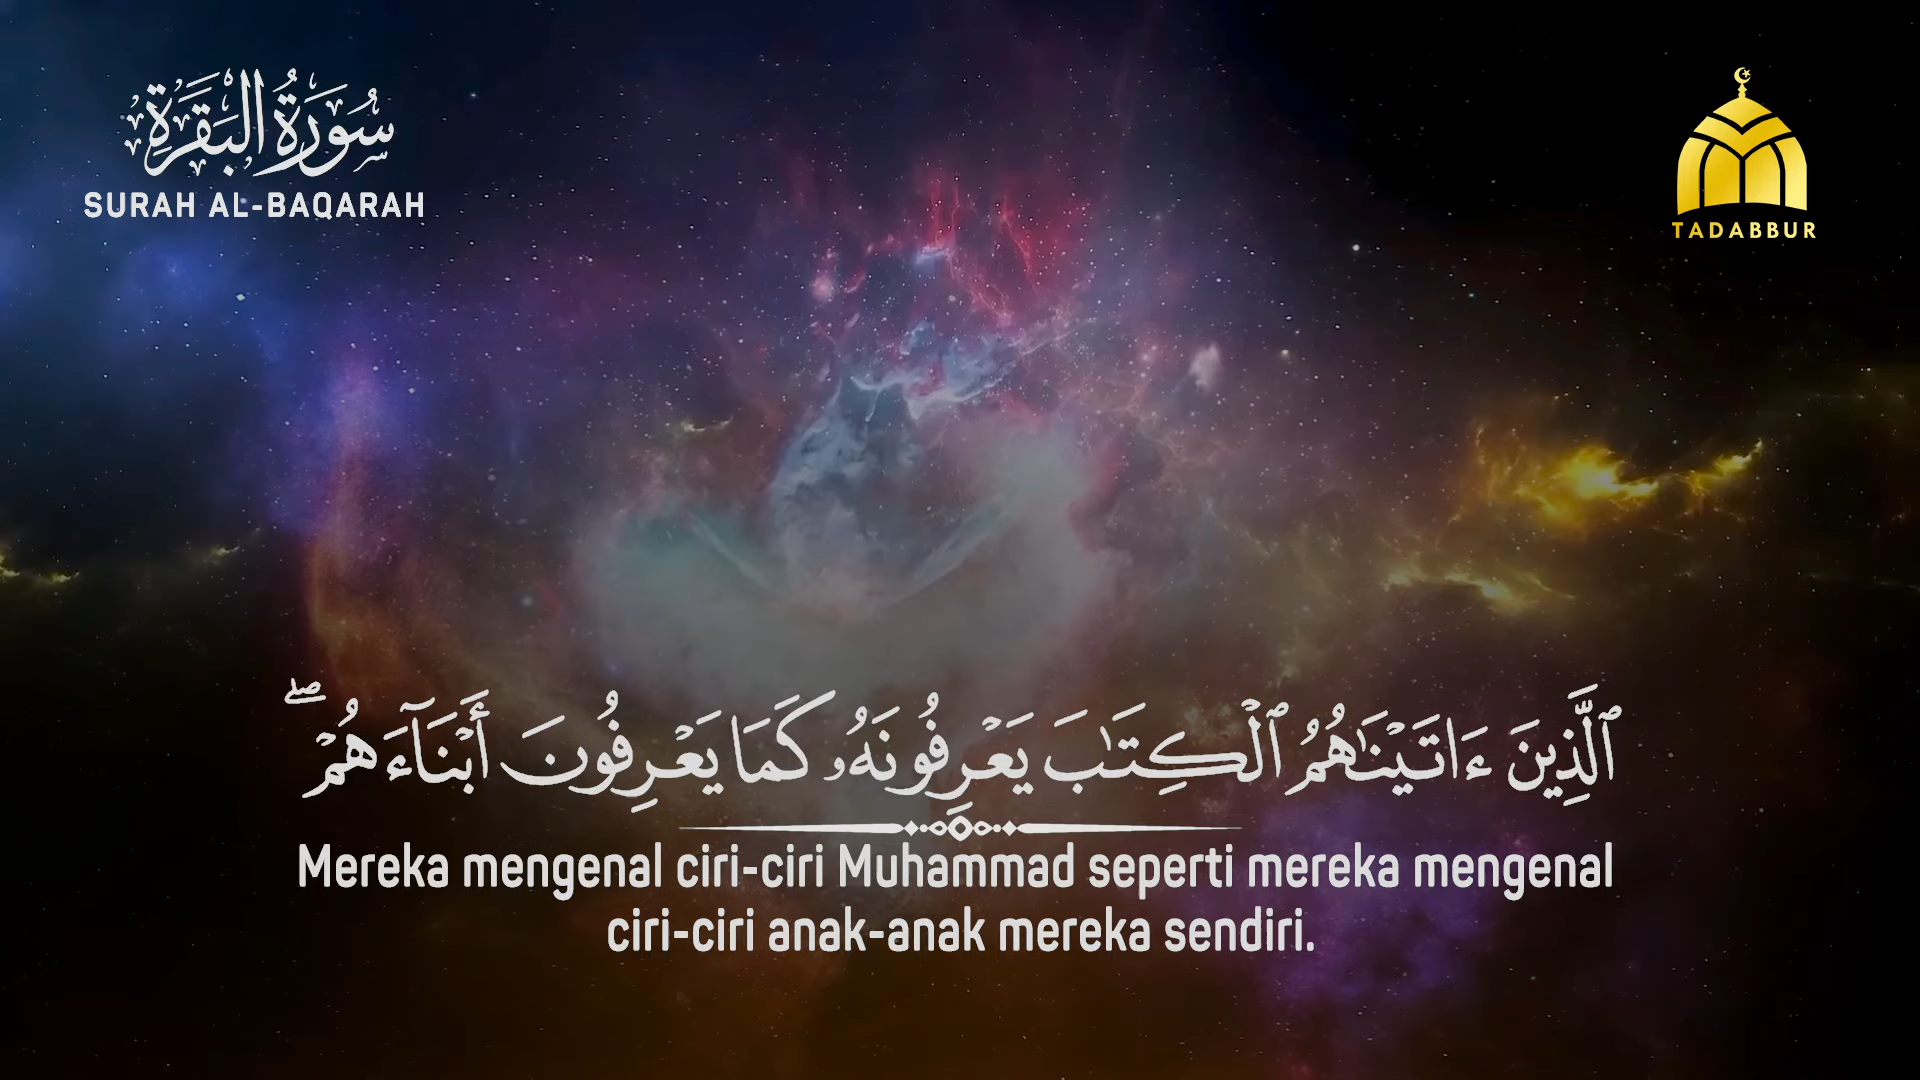 سُورَةُ الْبَقَرَةِ
SURAH AL-BAQARAH
TADABBUR
ٱلَّذِينَ ءَاتَيْنَـٰهُمُ ٱلْكِتَـٰبَ يَعْرِفُونَهُۥ كَمَا يَعْرِفُونَ أَبْنَآءَهُمْ ۖ
Mereka mengenal ciri-ciri Muhammad seperti mereka mengenal
ciri-ciri anak-anak mereka sendiri.